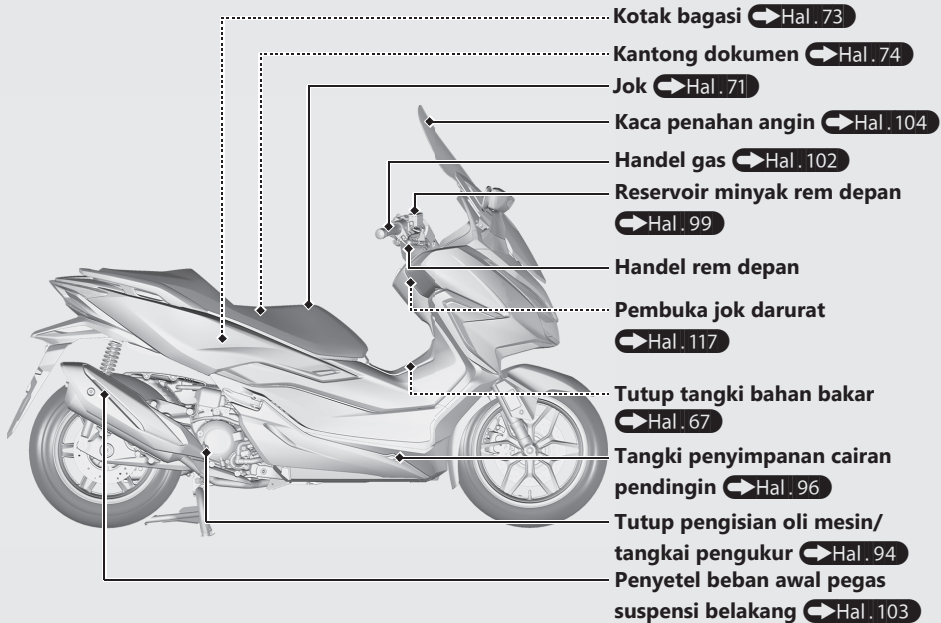 Kotak bagasi Hal. 73
Kantong dokumen Hal. 74
Jok Hal. 71
Kaca penahan angin Hal. 104
Handel gas Hal. 102
Reservoir minyak rem depan
Hal. 99
Handel rem depan
Pembuka jok darurat
Hal. 117
Tutup tangki bahan bakar
Hal. 67
Tangki penyimpanan cairan
pendingin Hal. 96
Tutup pengisian oli mesin/
tangkai pengukur Hal. 94
Penyetel beban awal pegas
suspensi belakang Hal. 103